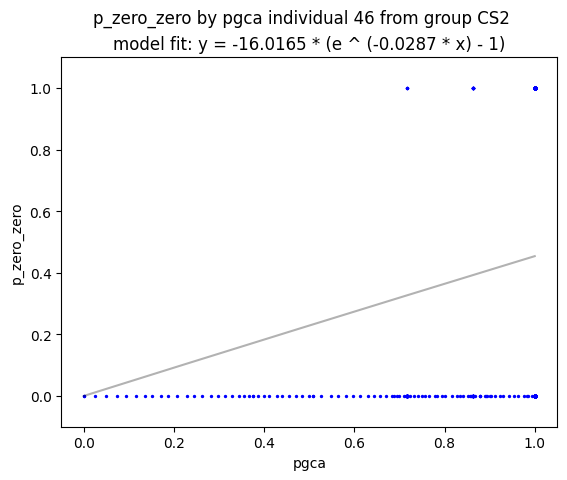 p_zero_zero by pgca individual 46 from group CS2
model fit: y = -16.0165 * (e ^ (-0.0287 * x) - 1)
1.0
0.8
0.6
0.4
0.2
0.0
p_zero_zero
0.0 0.2 0.4 0.6 0.8 1.0
pgca